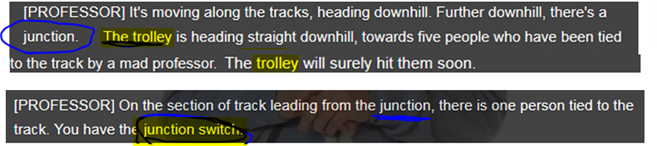 [PROFESSOR] It's moving along the tracks, heading downhill. Further downhill, there's a
junction. The trolley is heading straight downhill, towards five people who have been tied
to the track by a mad professor. The trolley will surely hit them soon.
[PROFESSOR] On the section of track leading from the junction, there is one person tied to the
track. You have the junction switch.